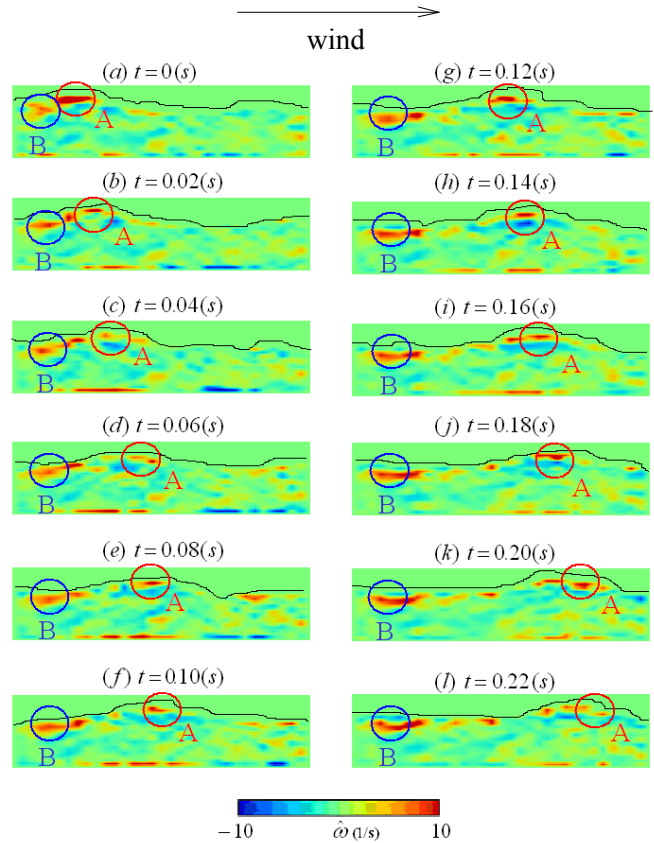 wind
(a) t=0(s)
A
B
(b) t=0.02(s)
A
B
(c) t=0.04(s)
A
B
(d) t=0.06(s)
A
B
(e) t=0.08(s)
A
B
(f) t=0.10(s)
A
B
(g) t=0.12(s)
A
B
(h) t=0.14(s)
A
B
(i) t=0.16(s)
A
B
(j) t=0.18(s)
A
B
(k) t=0.20(s)
A
B
(l) t=0.22(s)
A
B
−10 ω̂ (1/s) 10